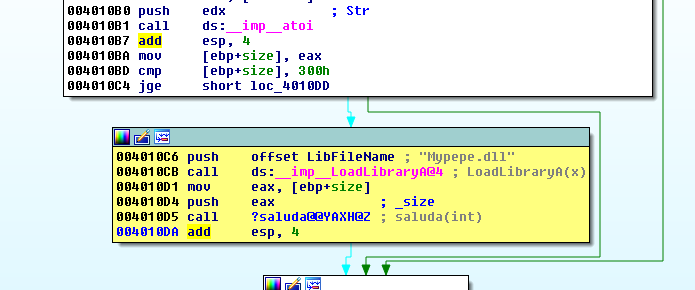 004010B0 push edx ; Str
004010B1 call ds:__imp__atoi
004010B7 add esp, 4
004010BA mov [ebp+size], eax
004010BD cmp [ebp+size], 300h
004010C4 jge short loc_4010DD
004010C6 push offset LibFileName ; "Mypepe.dll"
004010CB call ds:__imp__LoadLibraryA@4 ; LoadLibraryA(x)
004010D1 mov eax, [ebp+size]
004010D4 push eax ; _size
004010D5 call ?saluda@@YAXH@Z ; saluda(int)
004010DA add esp, 4